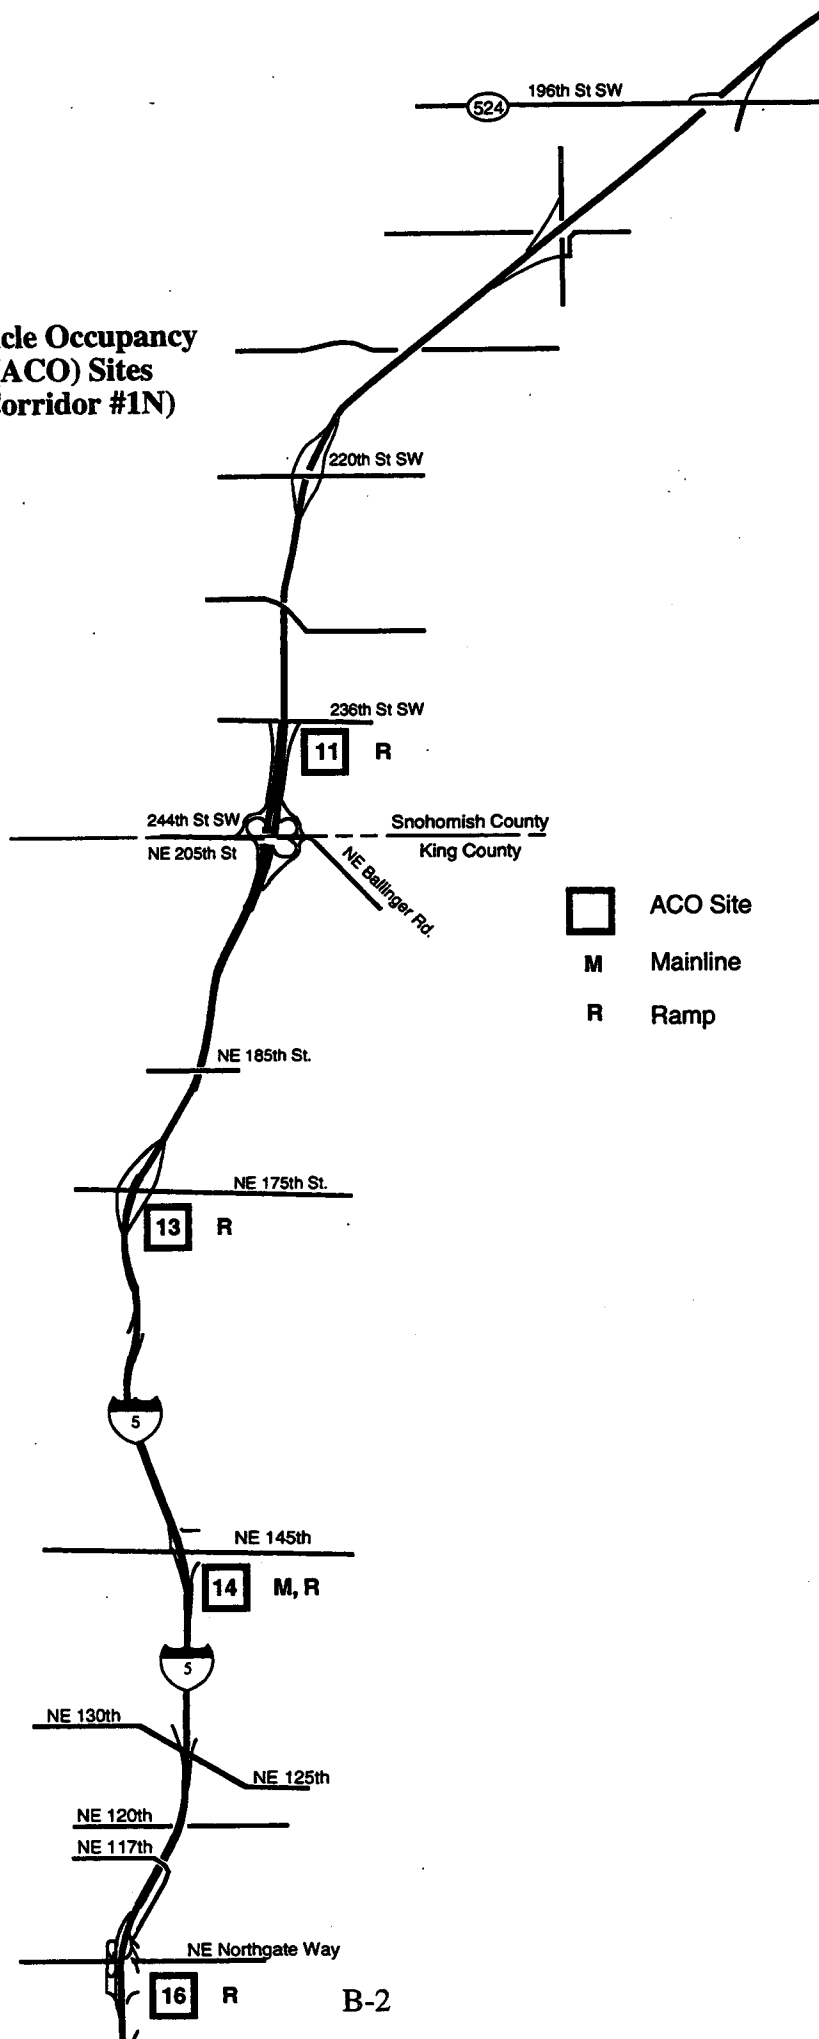 196th St SW
524
cle Occupancy
ACO) Sites
orridor #1N)
220th St SW
236th St SW
11 R
244th St SW
Snohomish County
NE 205th St
King County
NE Ballinger Rd.
ACO Site
M Mainline
R Ramp
NE 185th St.
NE 175th St.
13 R
5
NE 145th
14 M, R
5
NE 130th
NE 125th
NE 120th
NE 117th
NE Northgate Way
16 R
B-2